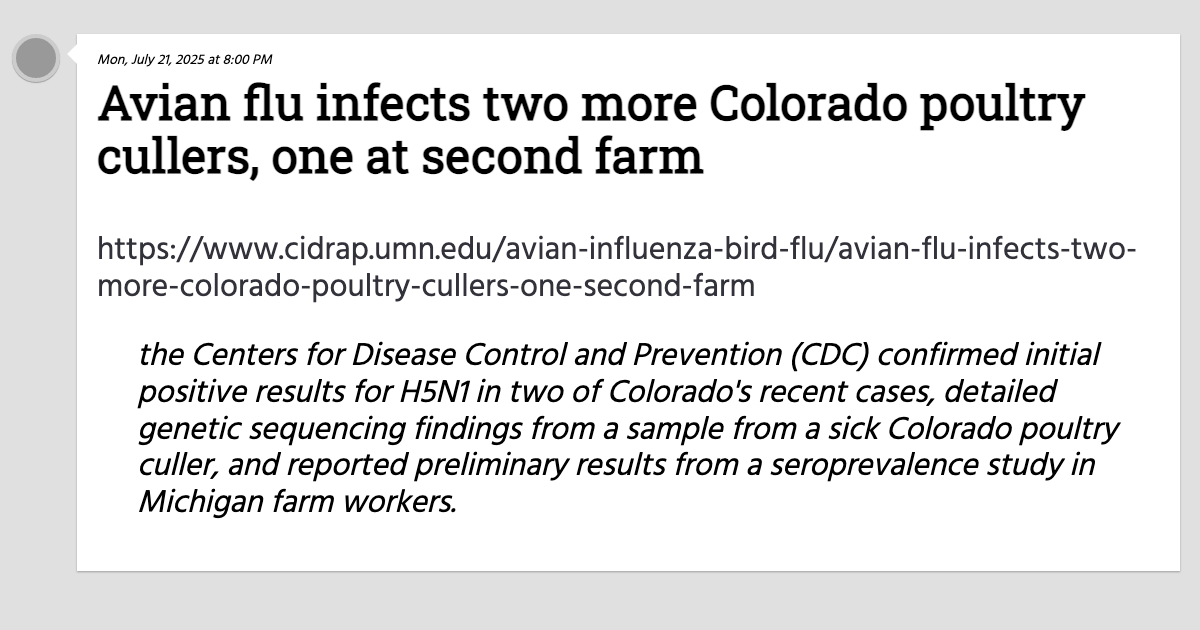 Mon, July 21, 2025 at 8:00 PM
Avian flu infects two more Colorado poultry
cullers, one at second farm
https://www.cidrap.umn.edu/avian-influenza-bird-flu/avian-flu-infects-two-
more-colorado-poultry-cullers-one-second-farm
the Centers for Disease Control and Prevention (CDC) confirmed initial
positive results for H5N1 in two of Colorado's recent cases, detailed
genetic sequencing findings from a sample from a sick Colorado poultry
culler, and reported preliminary results from a seroprevalence study in
Michigan farm workers.